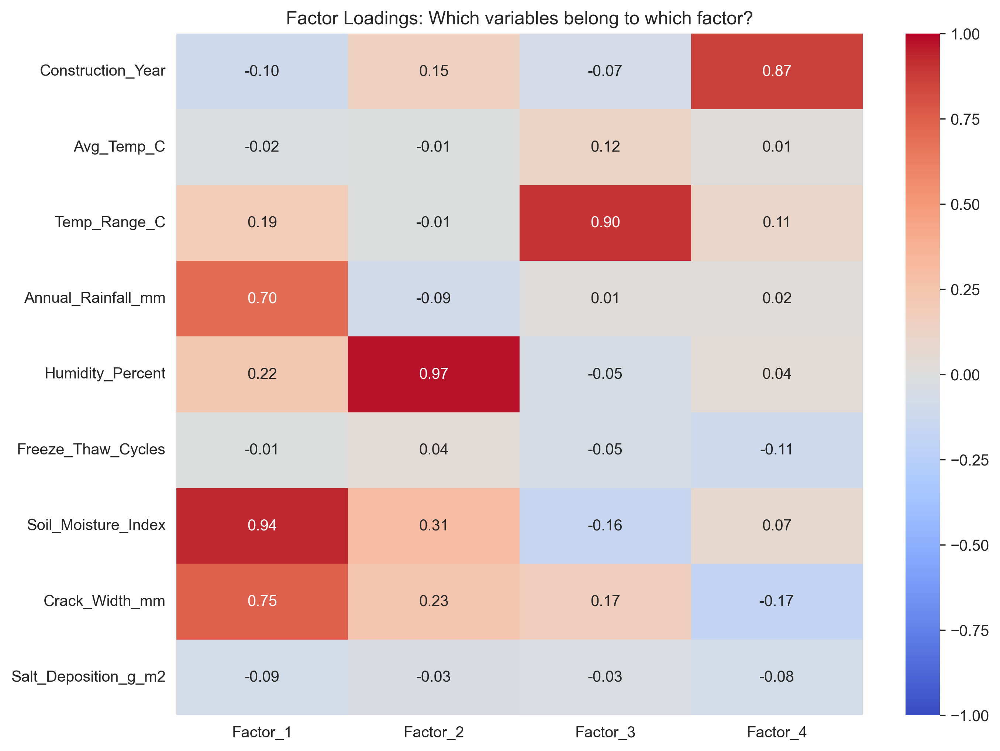 Factor Loadings: Which variables belong to which factor?
Construction_Year -0.10 0.15 -0.07 0.87
Avg_Temp_C -0.02 -0.01 0.12 0.01
Temp_Range_C 0.19 -0.01 0.90 0.11
Annual_Rainfall_mm 0.70 -0.09 0.01 0.02
Humidity_Percent 0.22 0.97 -0.05 0.04
Freeze_Thaw_Cycles -0.01 0.04 -0.05 -0.11
Soil_Moisture_Index 0.94 0.31 -0.16 0.07
Crack_Width_mm 0.75 0.23 0.17 -0.17
Salt_Deposition_g_m2 -0.09 -0.03 -0.03 -0.08
Factor_1 Factor_2 Factor_3 Factor_4
1.00
0.75
0.50
0.25
0.00
−0.25
−0.50
−0.75
−1.00